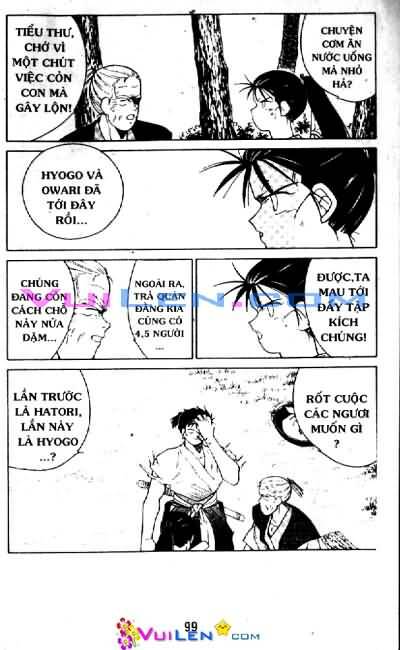 TIỂU THƯ,
CHỚ VÌ
MỘT CHÚT
VIỆC CỎN
CON MÀ
GÂY LỘN!
CHUYỆN
CƠM ĂN
NƯỚC UỐNG
MÀ NHỎ
HẢ?
HYOGO VÀ
OWARI ĐÃ
TỚI ĐÂY
RỒI...
CHÚNG
ĐANG CÒN
CÁCH CHỖ
NÀY NỬA
DẶM...
NGOÀI RA,
TRÀ QUÁN
ĐẰNG KIA
CŨNG CÓ
4,5 NGƯỜI
...
ĐƯỢC, TA
MAU TỚI
ĐÂY TẬP
KÍCH
CHÚNG!
VuiLen.com
LẦN TRƯỚC
LÀ HATORI,
LẦN NÀY
LÀ HYOGO
...?
RỐT CUỘC
CÁC NGƯƠI
MUỐN GÌ
?
99
VuiLen.com